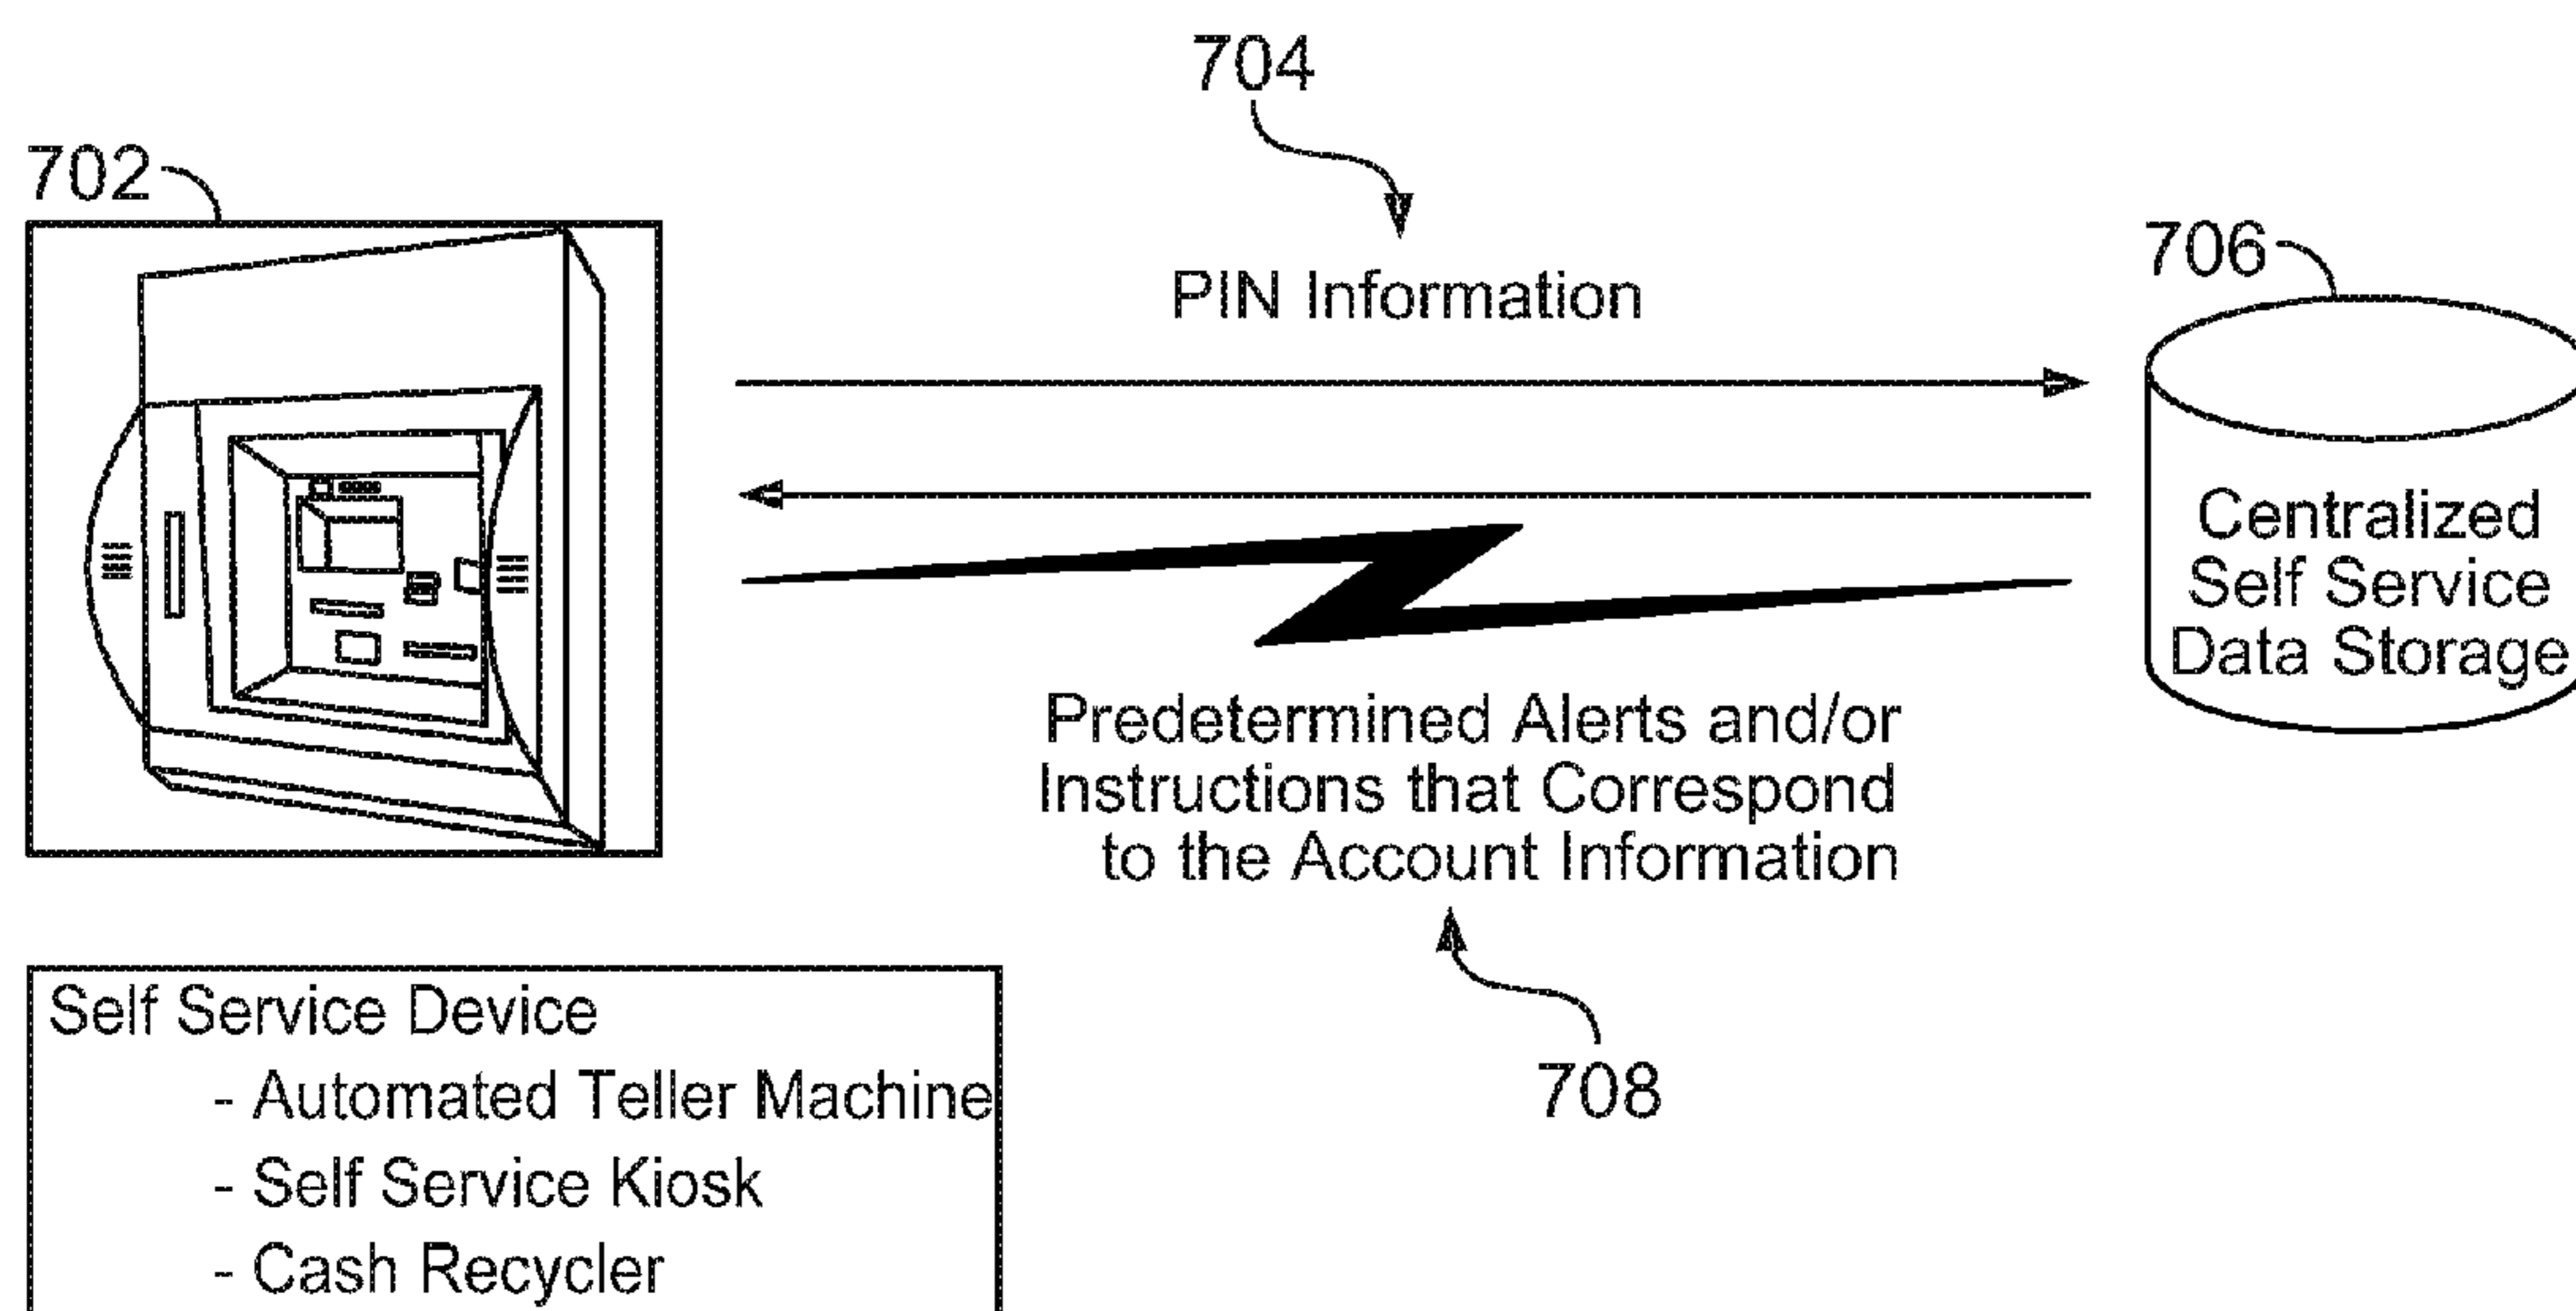 704
702
PIN Information
706
Centralized
Self Service
Data Storage
Predetermined Alerts and/or
Instructions that Correspond
to the Account Information
708
Self Service Device
- Automated Teller Machine
- Self Service Kiosk
- Cash Recycler